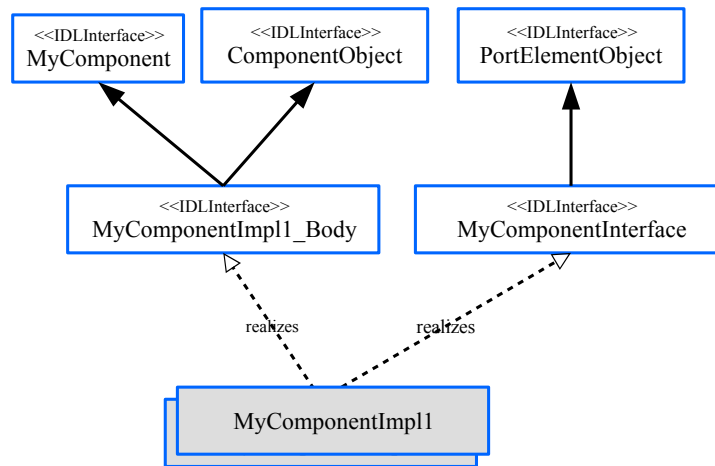 <<IDLInterface>>
MyComponent
<<IDLInterface>>
ComponentObject
<<IDLInterface>>
PortElementObject
<<IDLInterface>>
MyComponentImpl1_Body
<<IDLInterface>>
MyComponentInterface
realizes
realizes
MyComponentImpl1